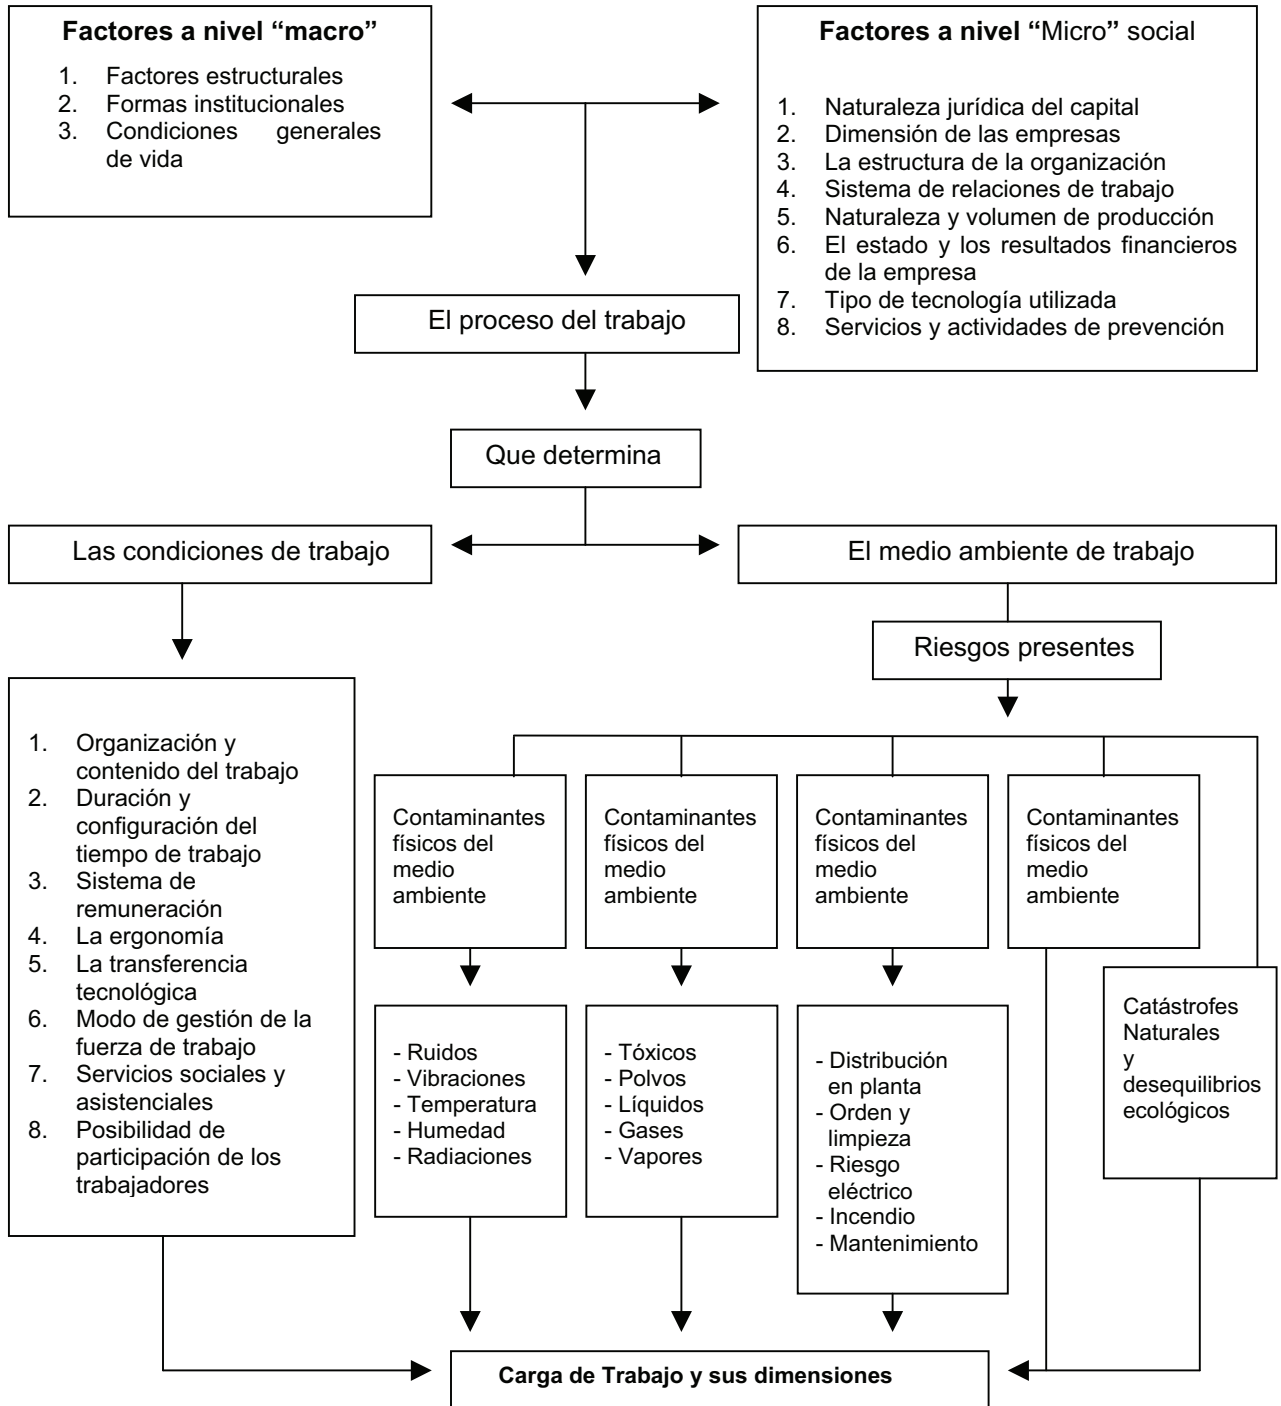 Factores a nivel “macro”
1. Factores estructurales
2. Formas institucionales
3. Condiciones generales
de vida
Factores a nivel “Micro” social
1. Naturaleza jurídica del capital
2. Dimensión de las empresas
3. La estructura de la organización
4. Sistema de relaciones de trabajo
5. Naturaleza y volumen de producción
6. El estado y los resultados financieros
de la empresa
7. Tipo de tecnología utilizada
8. Servicios y actividades de prevención
El proceso del trabajo
Que determina
Las condiciones de trabajo
El medio ambiente de trabajo
Riesgos presentes
1. Organización y
contenido del trabajo
2. Duración y
configuración del
tiempo de trabajo
3. Sistema de
remuneración
4. La ergonomía
5. La transferencia
tecnológica
6. Modo de gestión de la
fuerza de trabajo
7. Servicios sociales y
asistenciales
8. Posibilidad de
participación de los
trabajadores
Contaminantes
físicos del
medio
ambiente
Contaminantes
físicos del
medio
ambiente
Contaminantes
físicos del
medio
ambiente
Contaminantes
físicos del
medio
ambiente
- Ruidos
- Vibraciones
- Temperatura
- Humedad
- Radiaciones
- Tóxicos
- Polvos
- Líquidos
- Gases
- Vapores
- Distribución
en planta
- Orden y
limpieza
- Riesgo
eléctrico
- Incendio
- Mantenimiento
Catástrofes
Naturales
y
desequilibrios
ecológicos
Carga de Trabajo y sus dimensiones